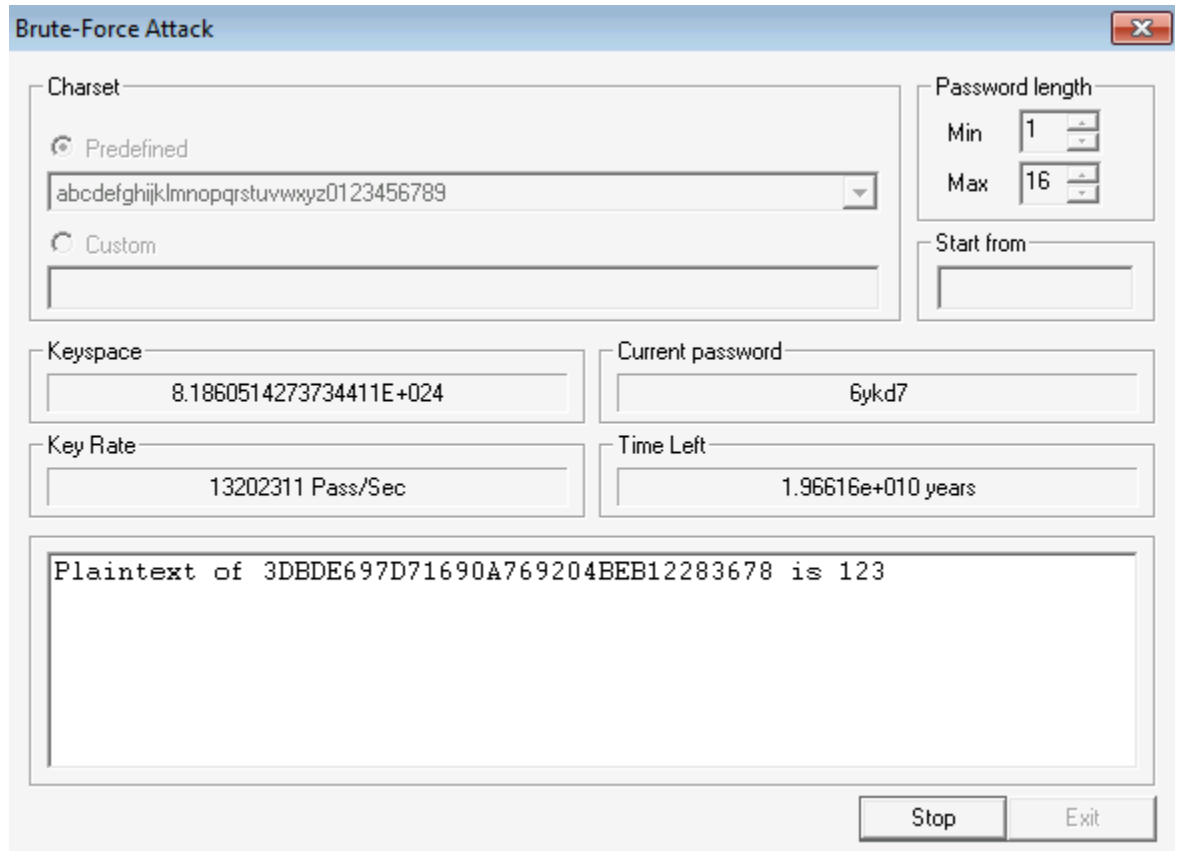 Brute-Force Attack
Charset
Predefined
abcdefghijklmnopqrstuvwxyz0123456789
Custom
Password length
Min 1
Max 16
Start from
Keyspace
8.1860514273734411E+024
Current password
6ykd7
Key Rate
13202311 Pass/Sec
Time Left
1.96616e+010 years
Plaintext of 3DBDE697D71690A769204BEB12283678 is 123
Stop
Exit